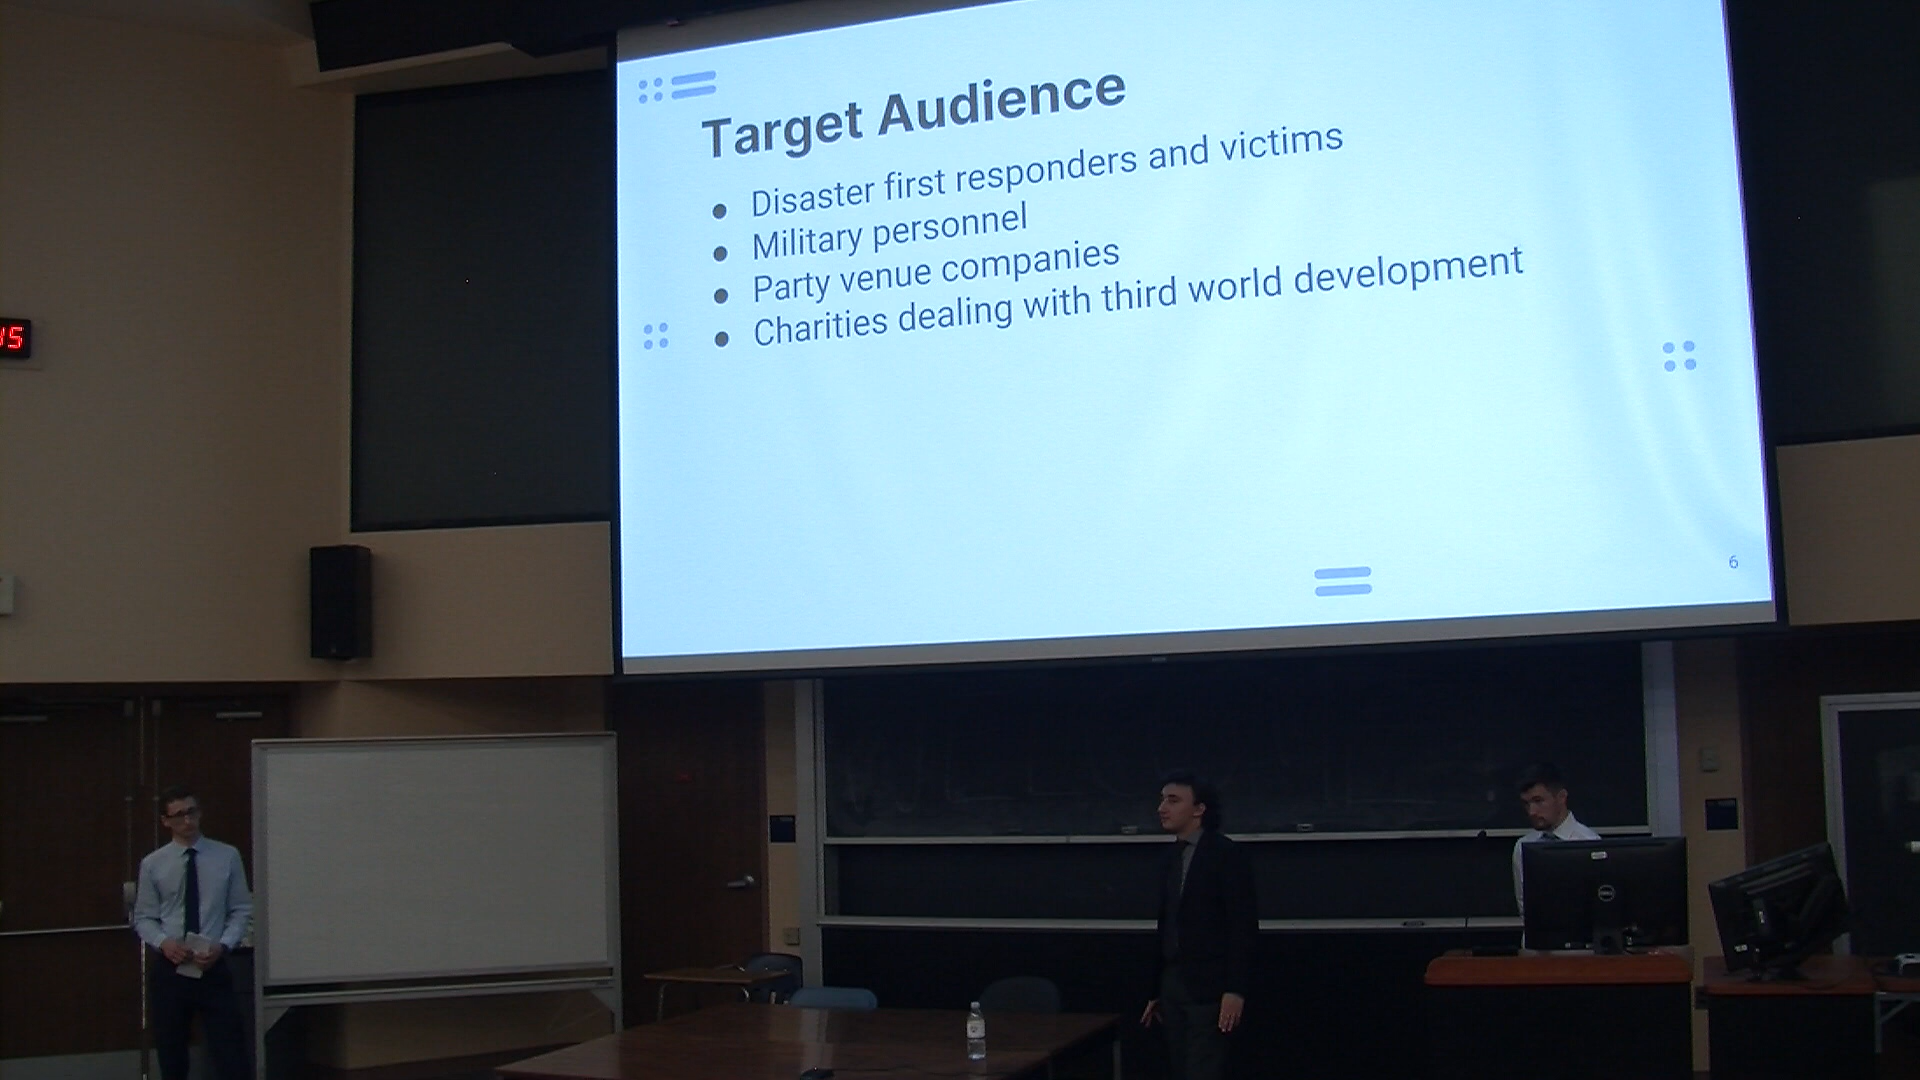 Target Audience
Disaster first responders and victims
Military personnel
Party venue companies
Charities dealing with third world development
6
DELL